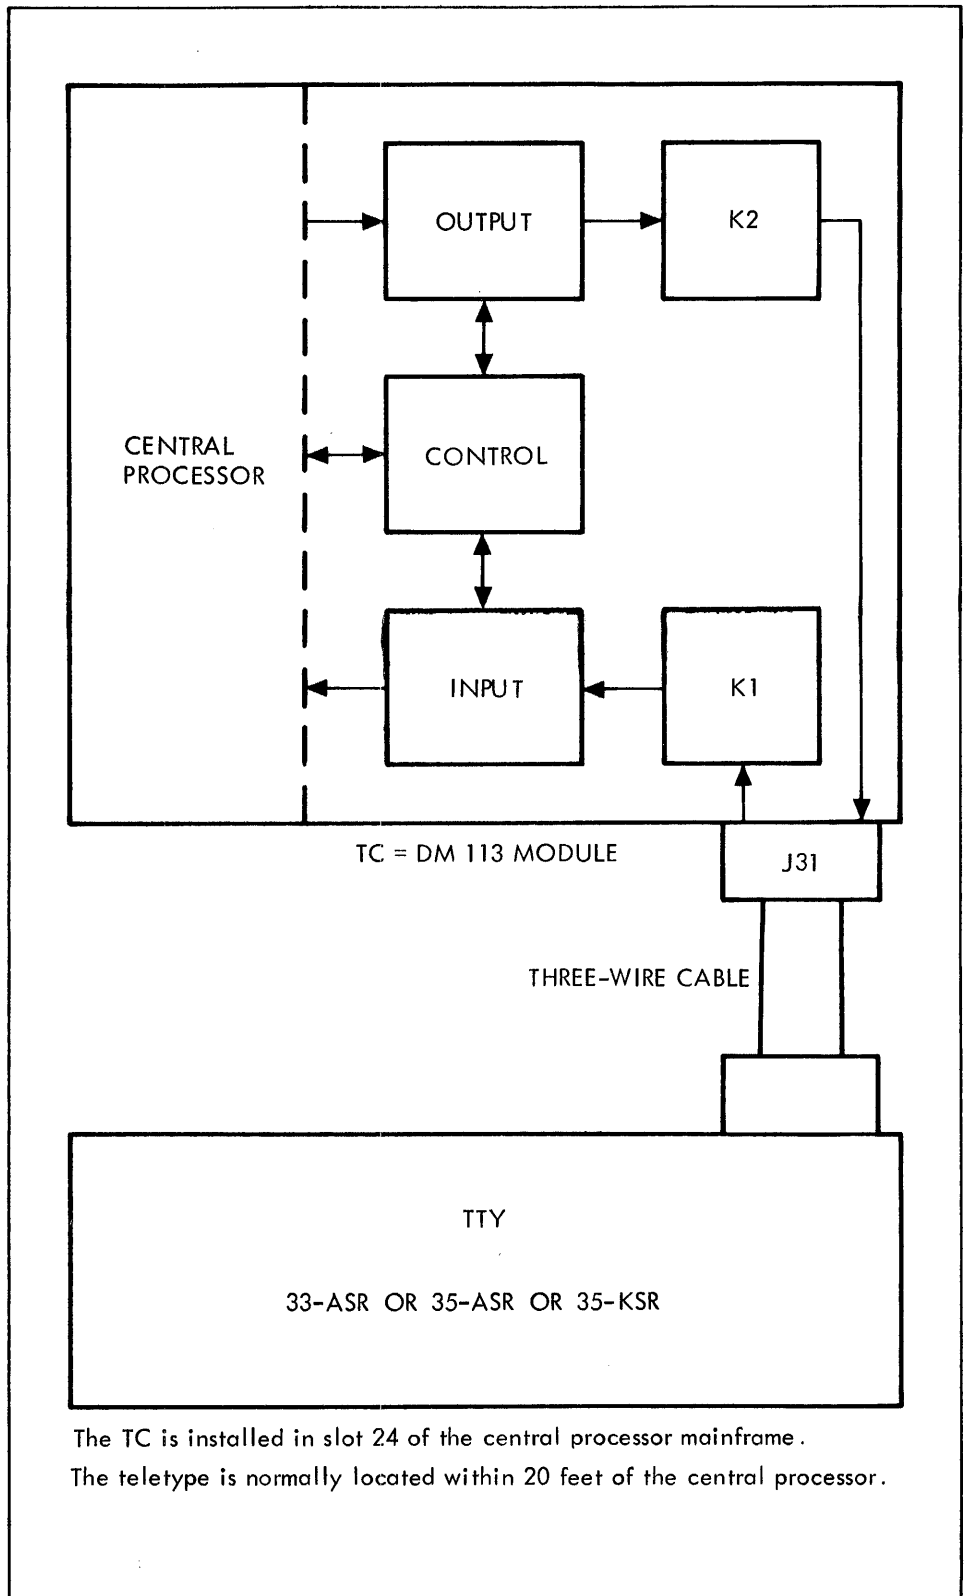 OUTPUT
K2
CENTRAL
PROCESSOR
CONTROL
INPUT
K1
TC = DM 113 MODULE
J31
THREE-WIRE CABLE
TTY
33-ASR OR 35-ASR OR 35-KSR
The TC is installed in slot 24 of the central processor mainframe.
The teletype is normally located within 20 feet of the central processor.